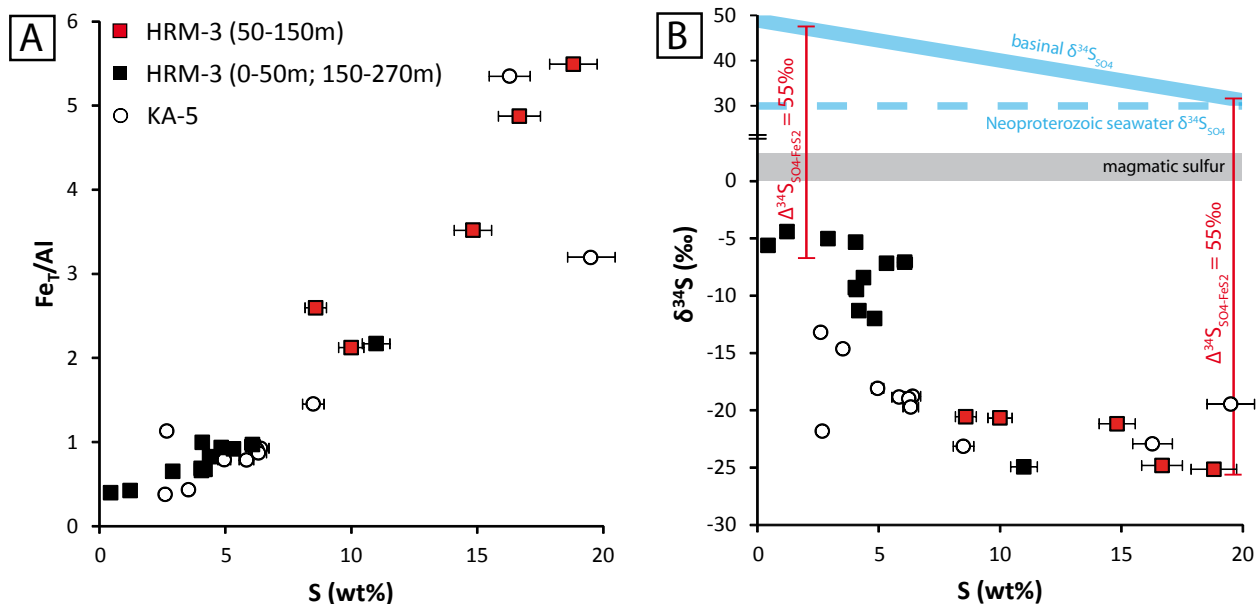 A
HRM-3 (50-150m)
HRM-3 (0-50m; 150-270m)
KA-5
6
5
4
3
2
1
0
Fe_T/Al
0 5 10 15 20
S (wt%)
B
basinal δ³⁴S_SO4
Neoproterozoic seawater δ³⁴S_SO4
magmatic sulfur
Δ³⁴S_SO4-FeS2 = 55‰
Δ³⁴S_SO4-FeS2 = 55‰
50
40
30
0
-5
-10
-15
-20
-25
-30
δ³⁴S (‰)
0 5 10 15 20
S (wt%)